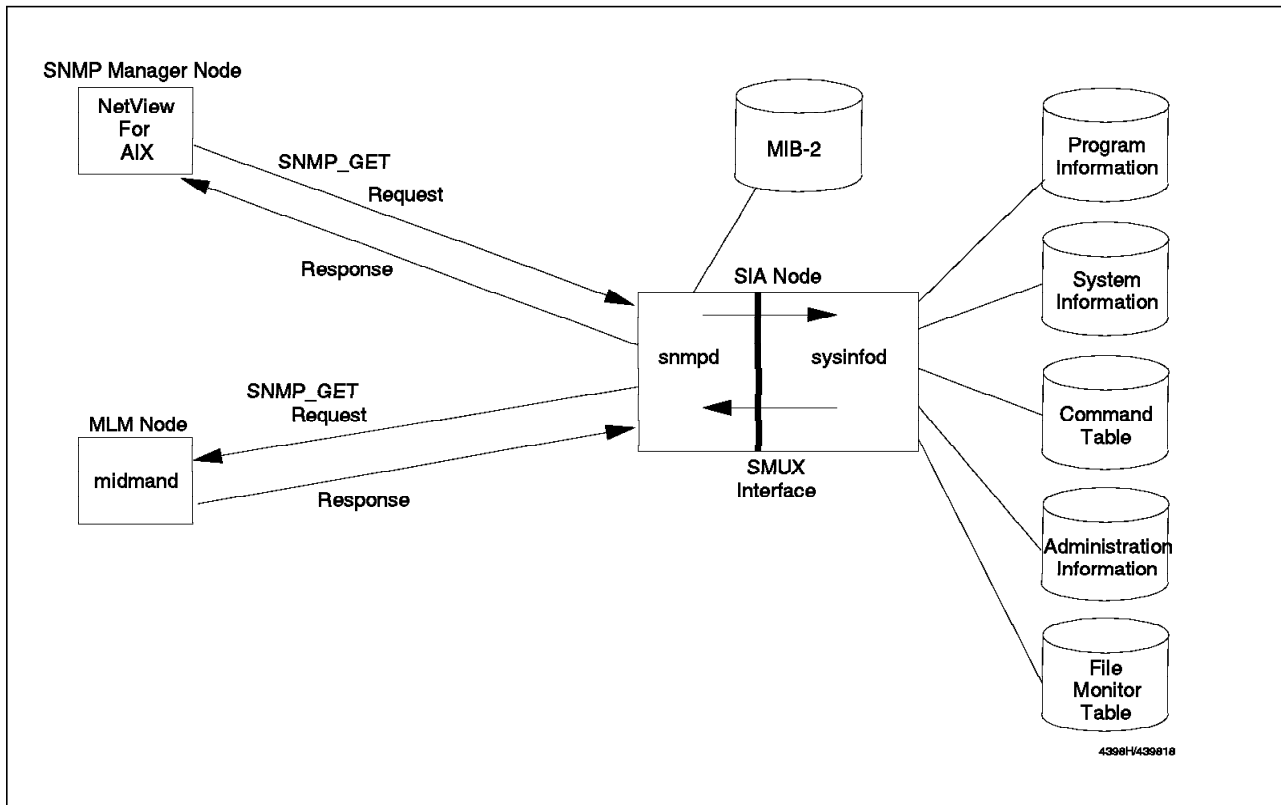 SNMP Manager Node
NetView
For
AIX
SNMP_GET
Request
Response
MIB-2
SIA Node
snmpd
sysinfod
SMUX
Interface
SNMP_GET
Request
MLM Node
midmand
Response
Program
Information
System
Information
Command
Table
Administration
Information
File
Monitor
Table
4398H/439818